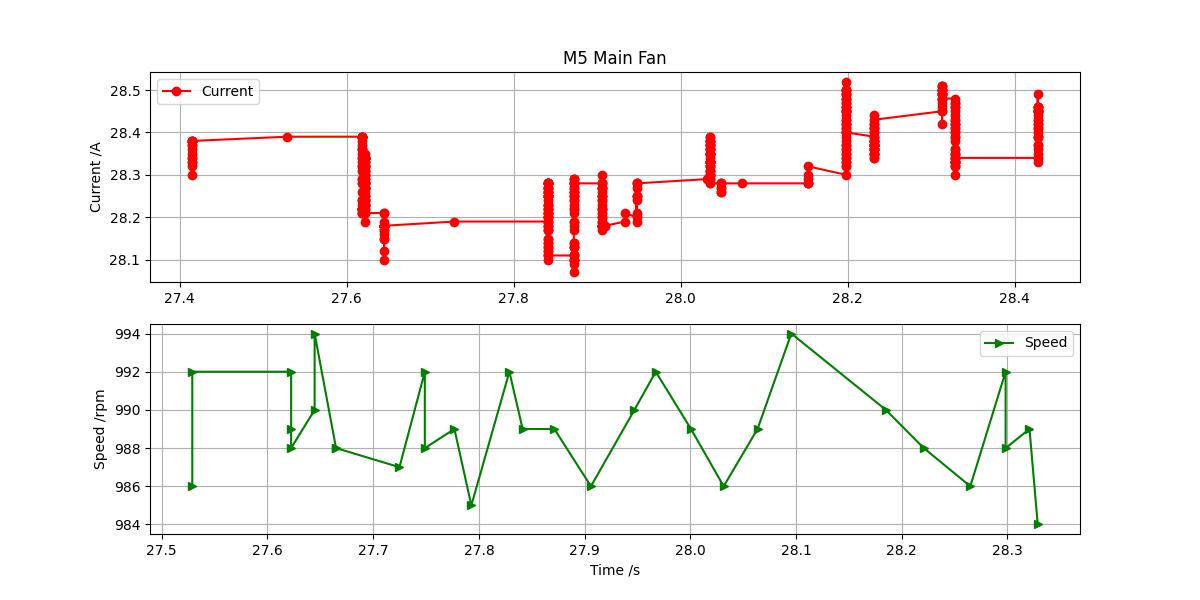 M5 Main Fan
28.5
28.4
28.3
28.2
28.1
Current /A
Current
27.4 27.6 27.8 28.0 28.2 28.4
994
992
990
988
986
984
Speed /rpm
Speed
27.5 27.6 27.7 27.8 27.9 28.0 28.1 28.2 28.3
Time /s